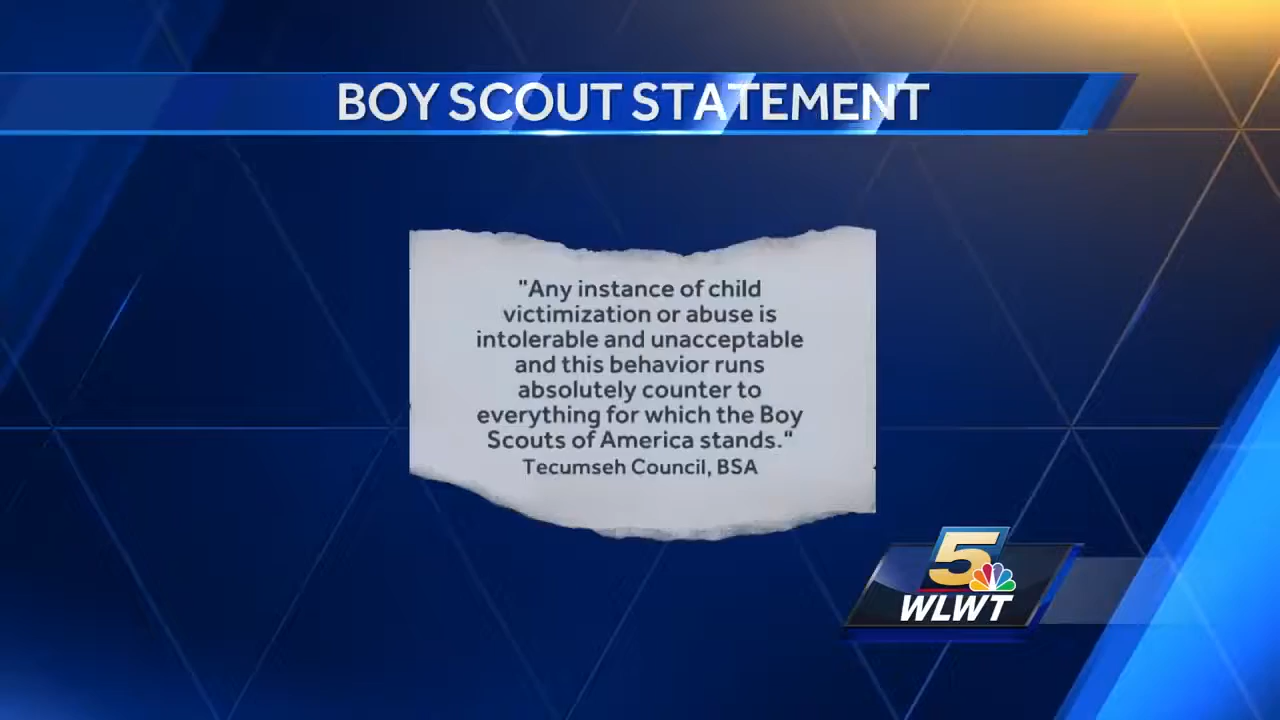 BOY SCOUT STATEMENT
"Any instance of child
victimization or abuse is
intolerable and unacceptable
and this behavior runs
absolutely counter to
everything for which the Boy
Scouts of America stands."
Tecumseh Council, BSA
5
WLWT